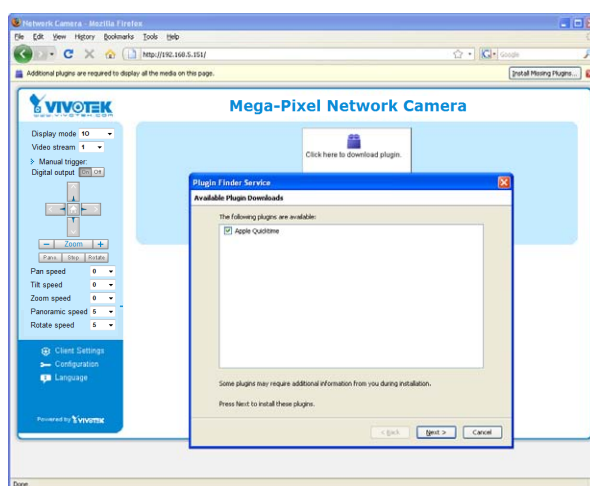 Network Camera - Mozilla Firefox
File Edit View History Bookmarks Tools Help
http://192.168.5.151/
Google
Additional plugins are required to display all the media on this page.
Install Missing Plugins...
VIVOTEK
www.vivotek.com
Mega-Pixel Network Camera
Display mode 10
Video stream 1
Manual trigger:
Digital output On Off
Click here to download plugin.
Zoom
Pano Stop Rotate
Pan speed 0
Tilt speed 0
Zoom speed 0
Panoramic speed 5
Rotate speed 5
Client Settings
Configuration
Language
Powered by VIVOTEK
Plugin Finder Service
Available Plugin Downloads
The following plugins are available:
Apple Quicktime
Some plugins may require additional information from you during installation.
Press Next to install these plugins.
< Back Next > Cancel
Done